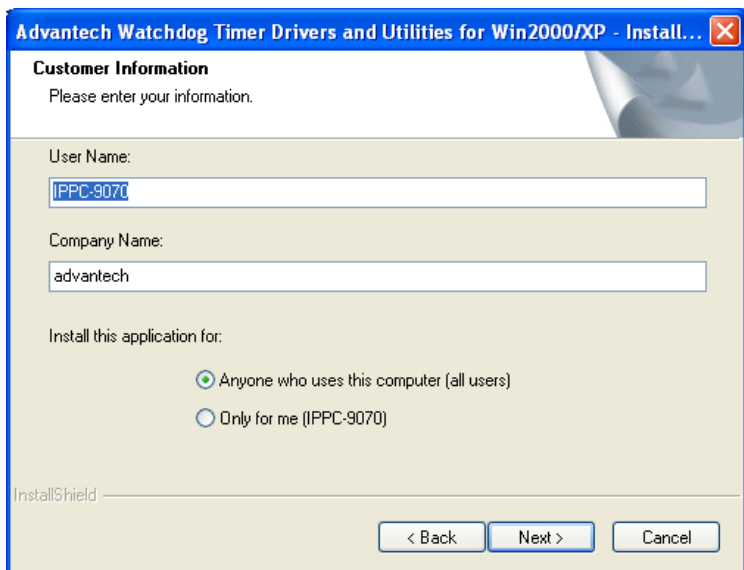 Advantech Watchdog Timer Drivers and Utilities for Win2000/XP - Install...
Customer Information
Please enter your information.
User Name:
IPPC-9070
Company Name:
advantech
Install this application for:
Anyone who uses this computer (all users)
Only for me (IPPC-9070)
InstallShield
< Back Next > Cancel